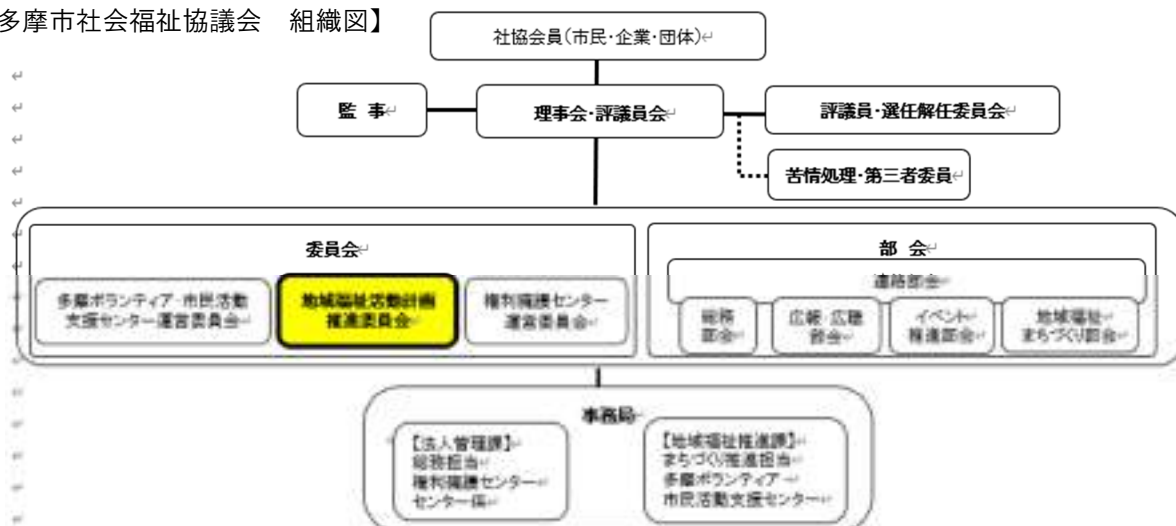 多摩市社会福祉協議会　組織図】
社協会員（市民・企業・団体）
監 事
理事会・評議員会
評議員・選任解任委員会
苦情処理・第三者委員
委員会
部 会
連絡部会
多摩ボランティア・市民活動
支援センター運営委員会
地域福祉活動計画
推進委員会
権利擁護センター
運営委員会
総務
部会
広報・広聴
部会
イベント
推進部会
地域福祉
まちづくり部会
事務局
【法人管理課】
総務担当
権利擁護センター
センター係
【地域福祉推進課】
まちづくり推進担当
多摩ボランティア
市民活動支援センター